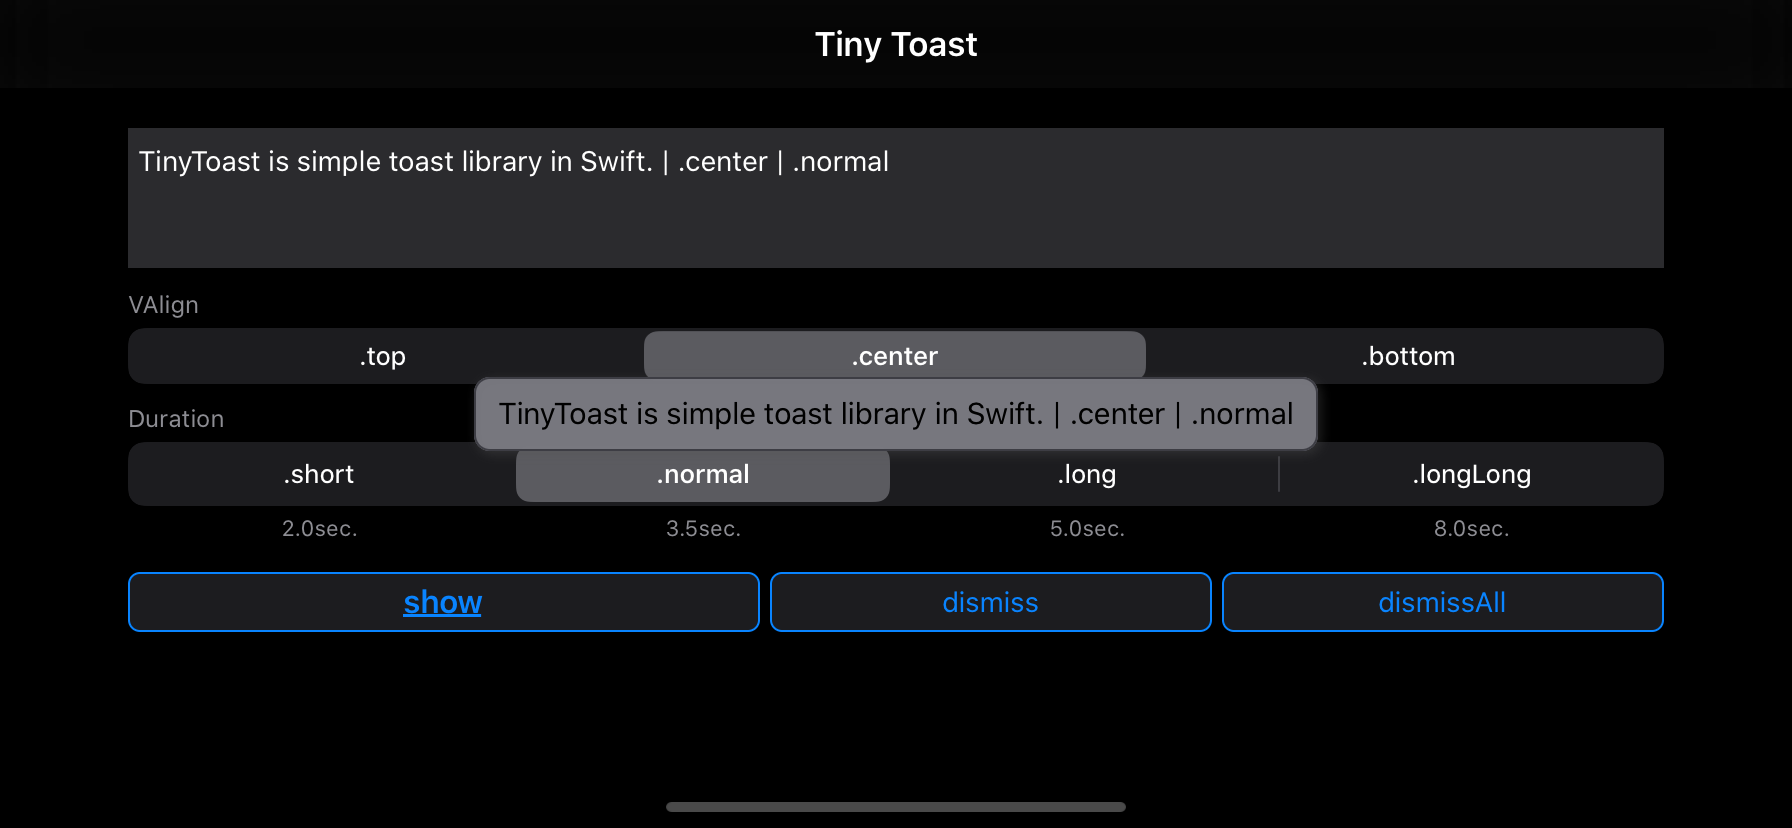 Tiny Toast
TinyToast is simple toast library in Swift. | .center | .normal
VAlign
.top .center .bottom
TinyToast is simple toast library in Swift. | .center | .normal
Duration
.short .normal .long .longLong
2.0sec. 3.5sec. 5.0sec. 8.0sec.
show dismiss dismissAll